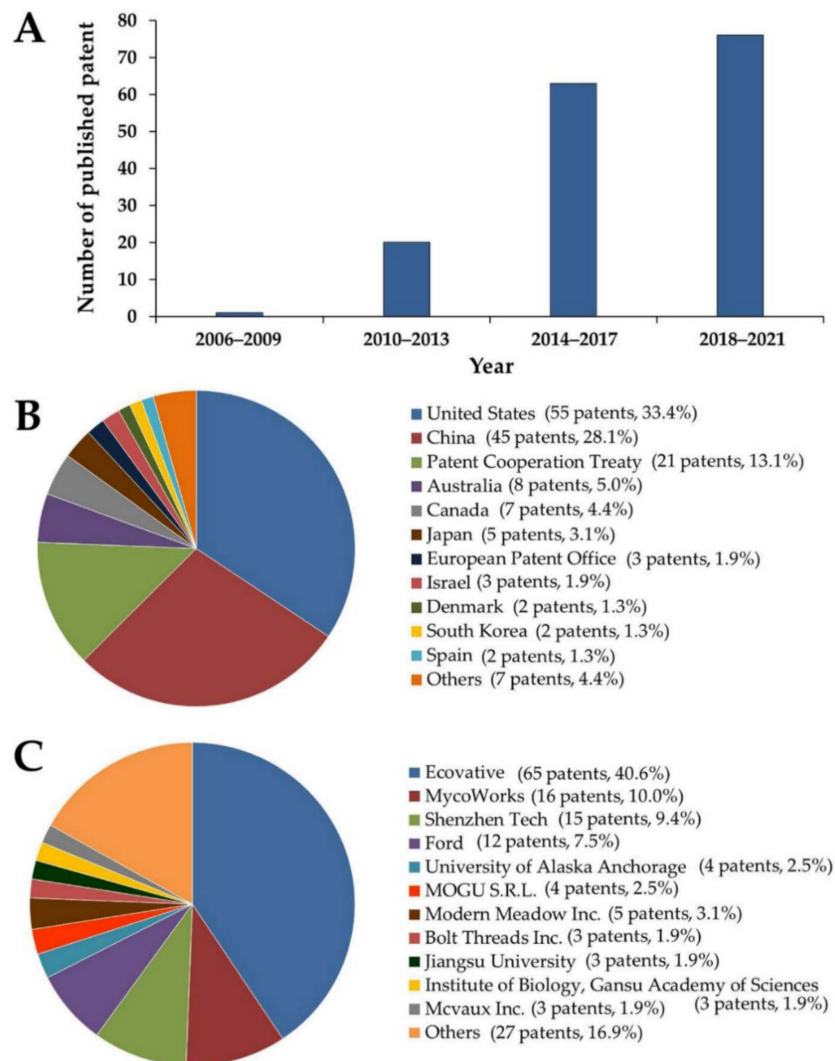 A
Number of published patent
80
70
60
50
40
30
20
10
0
2006–2009 2010–2013 2014–2017 2018–2021
Year
B
United States (55 patents, 33.4%)
China (45 patents, 28.1%)
Patent Cooperation Treaty (21 patents, 13.1%)
Australia (8 patents, 5.0%)
Canada (7 patents, 4.4%)
Japan (5 patents, 3.1%)
European Patent Office (3 patents, 1.9%)
Israel (3 patents, 1.9%)
Denmark (2 patents, 1.3%)
South Korea (2 patents, 1.3%)
Spain (2 patents, 1.3%)
Others (7 patents, 4.4%)
C
Ecovative (65 patents, 40.6%)
MycoWorks (16 patents, 10.0%)
Shenzhen Tech (15 patents, 9.4%)
Ford (12 patents, 7.5%)
University of Alaska Anchorage (4 patents, 2.5%)
MOGU S.R.L. (4 patents, 2.5%)
Modern Meadow Inc. (5 patents, 3.1%)
Bolt Threads Inc. (3 patents, 1.9%)
Jiangsu University (3 patents, 1.9%)
Institute of Biology, Gansu Academy of Sciences
(3 patents, 1.9%)
Mcvaux Inc. (3 patents, 1.9%)
Others (27 patents, 16.9%)